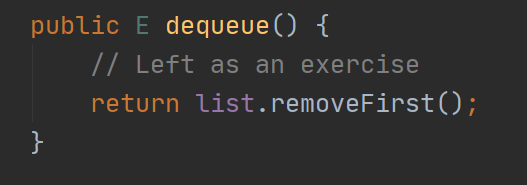 public E dequeue() {
    // Left as an exercise
    return list.removeFirst();
}